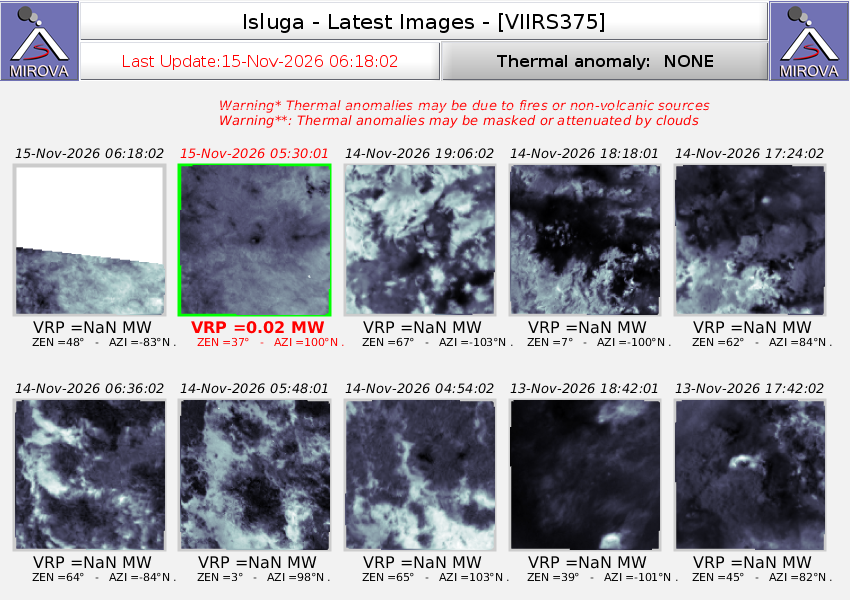 Isluga - Latest Images - [VIIRS375]
MIROVA
Last Update:15-Nov-2026 06:18:02
Thermal anomaly: NONE
MIROVA
Warning* Thermal anomalies may be due to fires or non-volcanic sources
Warning**: Thermal anomalies may be masked or attenuated by clouds
15-Nov-2026 06:18:02
15-Nov-2026 05:30:01
14-Nov-2026 19:06:02
14-Nov-2026 18:18:01
14-Nov-2026 17:24:02
VRP =NaN MW
VRP =0.02 MW
VRP =NaN MW
VRP =NaN MW
VRP =NaN MW
ZEN =48° - AZI =-83°N .
ZEN =37° - AZI =100°N .
ZEN =67° - AZI =-103°N .
ZEN =7° - AZI =-100°N .
ZEN =62° - AZI =84°N .
14-Nov-2026 06:36:02
14-Nov-2026 05:48:01
14-Nov-2026 04:54:02
13-Nov-2026 18:42:01
13-Nov-2026 17:42:02
VRP =NaN MW
VRP =NaN MW
VRP =NaN MW
VRP =NaN MW
VRP =NaN MW
ZEN =64° - AZI =-84°N .
ZEN =3° - AZI =98°N .
ZEN =65° - AZI =103°N .
ZEN =39° - AZI =-101°N .
ZEN =45° - AZI =82°N .